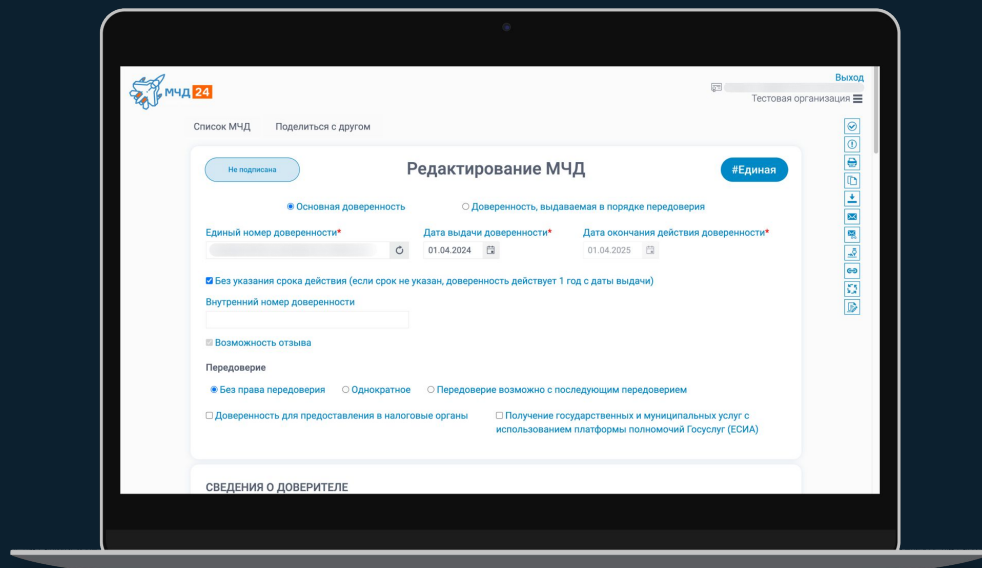 Выход
МЧД 24
Тестовая организация
Список МЧД Поделиться с другом
Не подписана Редактирование МЧД #Единая
Основная доверенность Доверенность, выдаваемая в порядке передоверия
Единый номер доверенности* Дата выдачи доверенности* Дата окончания действия доверенности*
01.04.2024 01.04.2025
Без указания срока действия (если срок не указан, доверенность действует 1 год с даты выдачи)
Внутренний номер доверенности
Возможность отзыва
Передоверие
Без права передоверия Однократное Передоверие возможно с последующим передоверием
Доверенность для предоставления в налоговые органы Получение государственных и муниципальных услуг с
использованием платформы полномочий Госуслуг (ЕСИА)
СВЕДЕНИЯ О ДОВЕРИТЕЛЕ